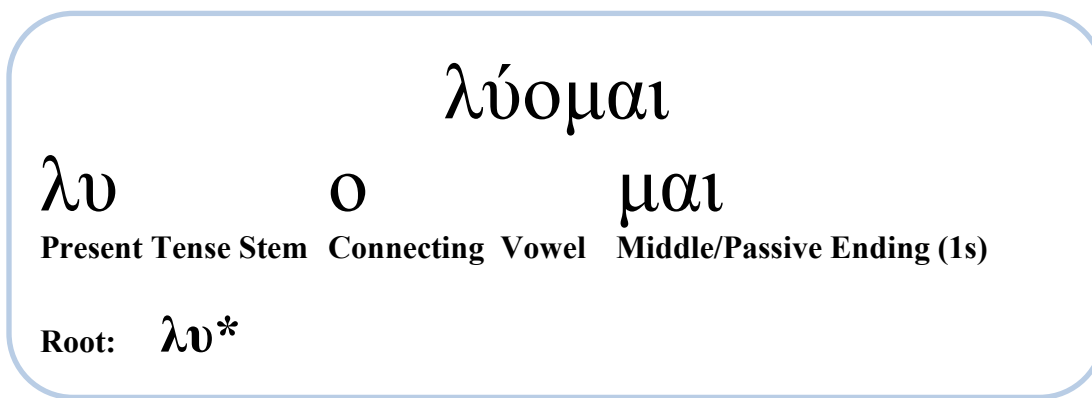 λύομαι
λυ ο μαι
Present Tense Stem Connecting Vowel Middle/Passive Ending (1s)
Root: λυ*